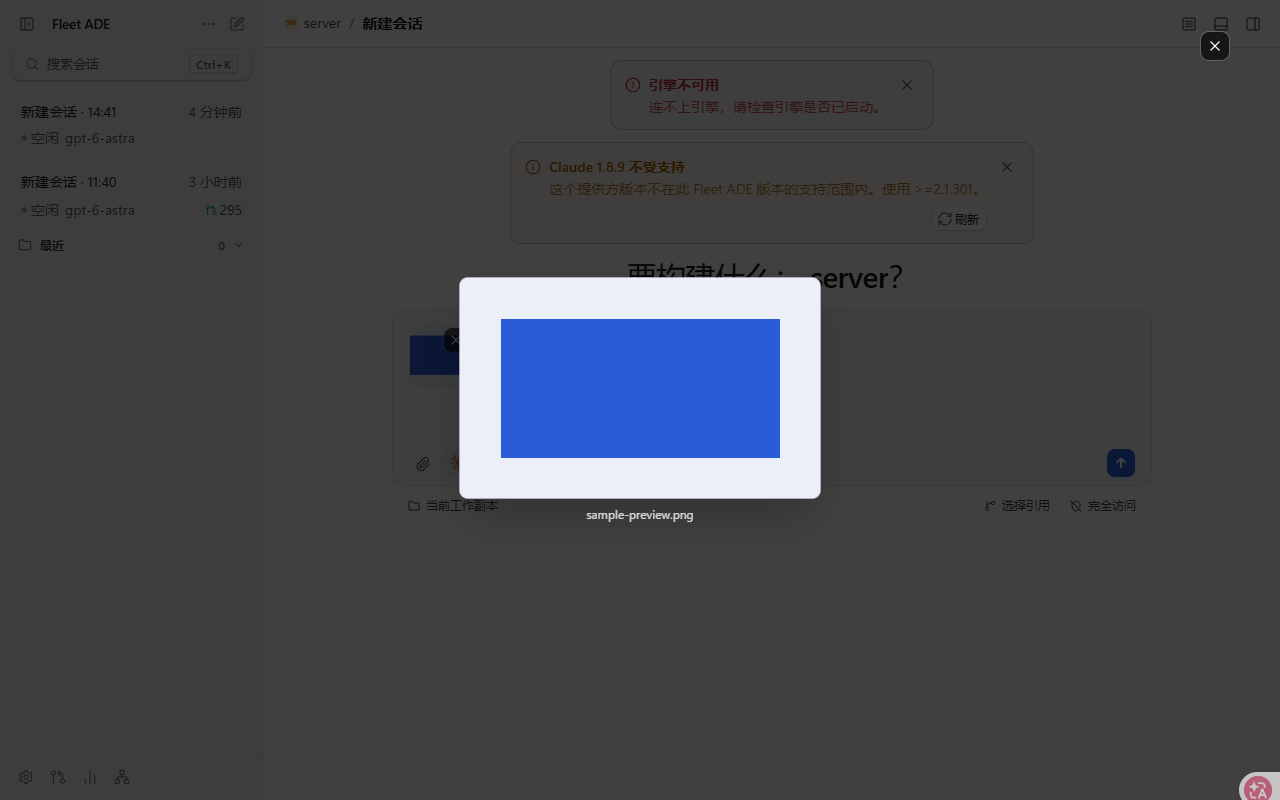 Fleet ADE
搜索会话 Ctrl+K
新建会话 · 14:41 4 分钟前
空闲 gpt-6-astra
新建会话 · 11:40 3 小时前
空闲 gpt-6-astra 295
最近 0
SR server / 新建会话
引擎不可用
连不上引擎，请检查引擎是否已启动。
Claude 1.8.9 不受支持
这个提供方版本不在此 Fleet ADE 版本的支持范围内。使用 >=2.1.301。
刷新
要构建什么： server？
当前工作副本 选择引用 完全访问
sample-preview.png